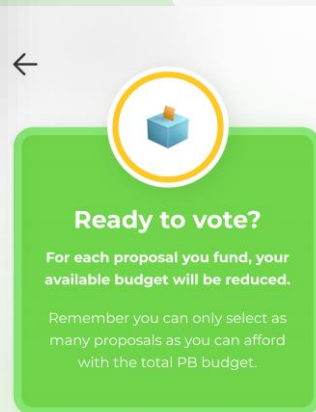 Ready to vote?
For each proposal you fund, your
available budget will be reduced.
Remember you can only select as
many proposals as you can afford
with the total PB budget.